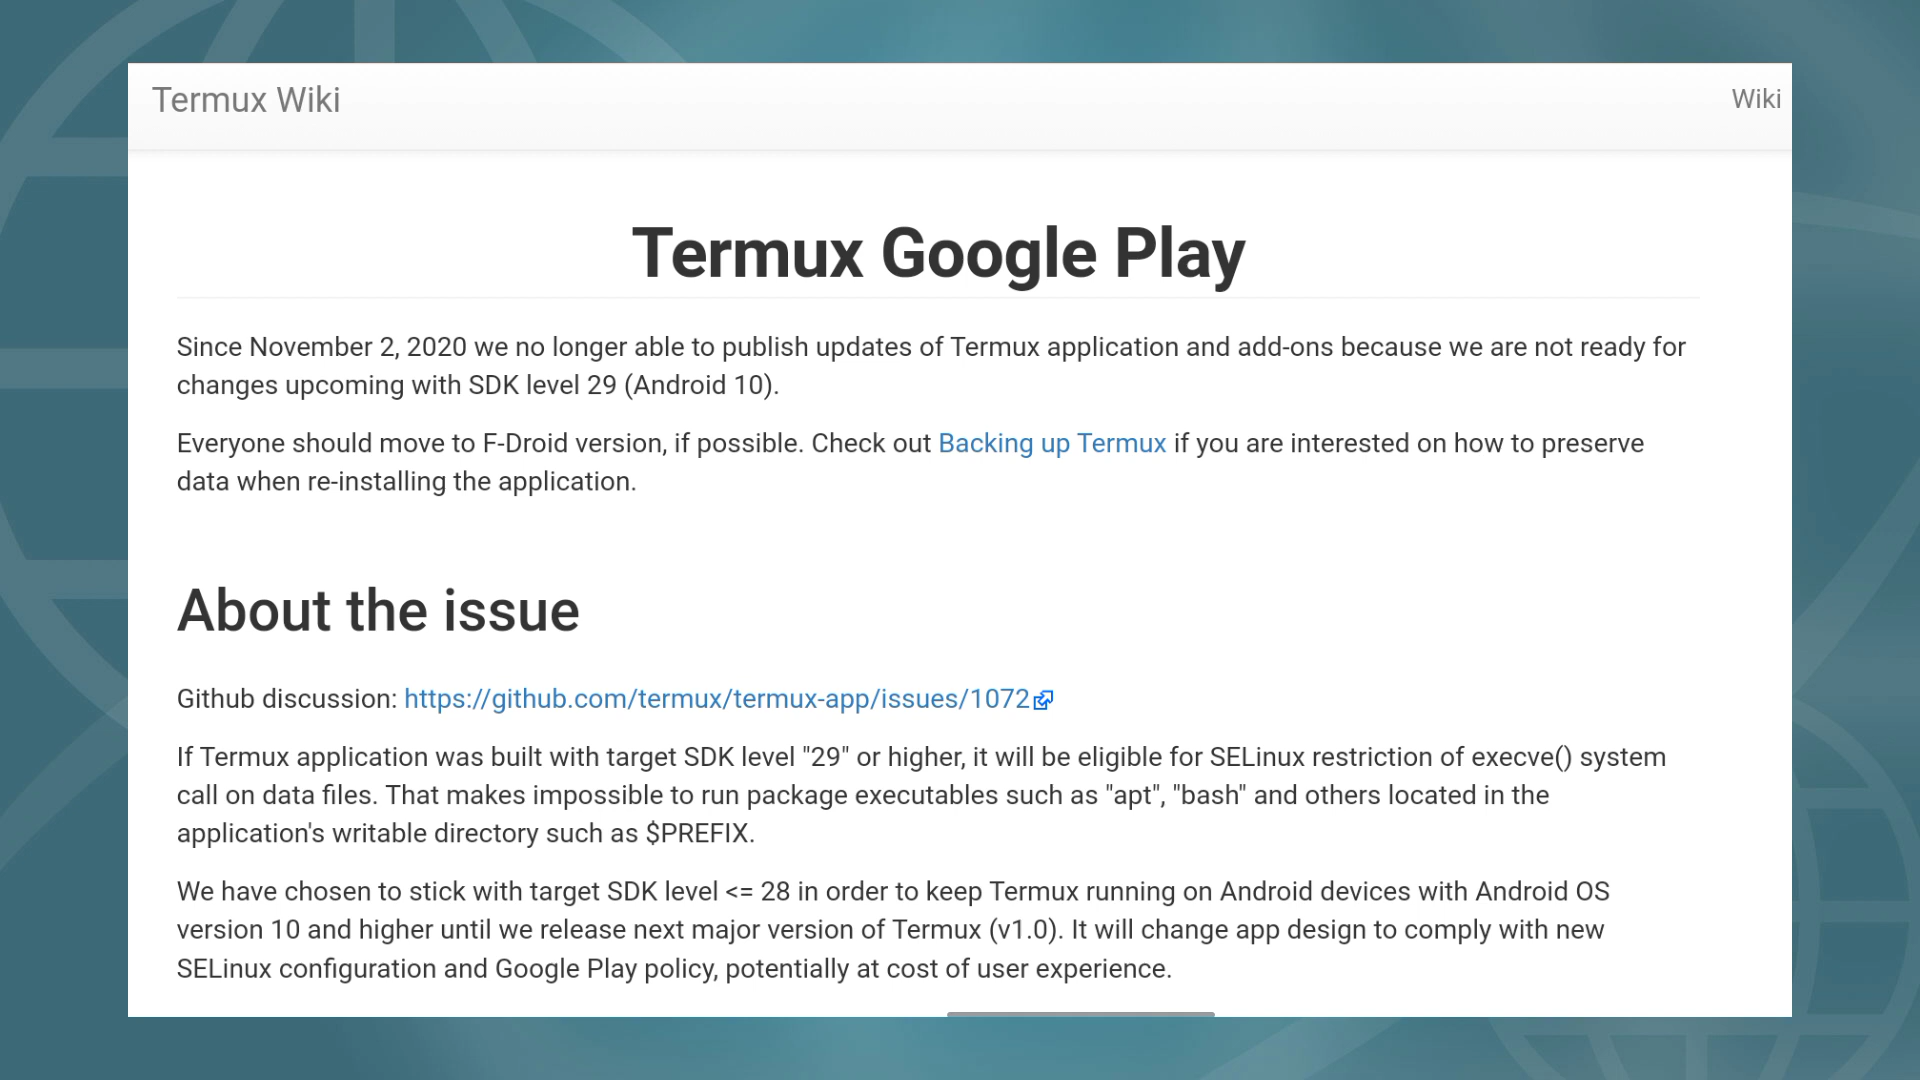 Termux Wiki
Wiki
Termux Google Play
Since November 2, 2020 we no longer able to publish updates of Termux application and add-ons because we are not ready for
changes upcoming with SDK level 29 (Android 10).
Everyone should move to F-Droid version, if possible. Check out Backing up Termux if you are interested on how to preserve
data when re-installing the application.
About the issue
Github discussion: https://github.com/termux/termux-app/issues/1072
If Termux application was built with target SDK level "29" or higher, it will be eligible for SELinux restriction of execve() system
call on data files. That makes impossible to run package executables such as "apt", "bash" and others located in the
application's writable directory such as $PREFIX.
We have chosen to stick with target SDK level <= 28 in order to keep Termux running on Android devices with Android OS
version 10 and higher until we release next major version of Termux (v1.0). It will change app design to comply with new
SELinux configuration and Google Play policy, potentially at cost of user experience.